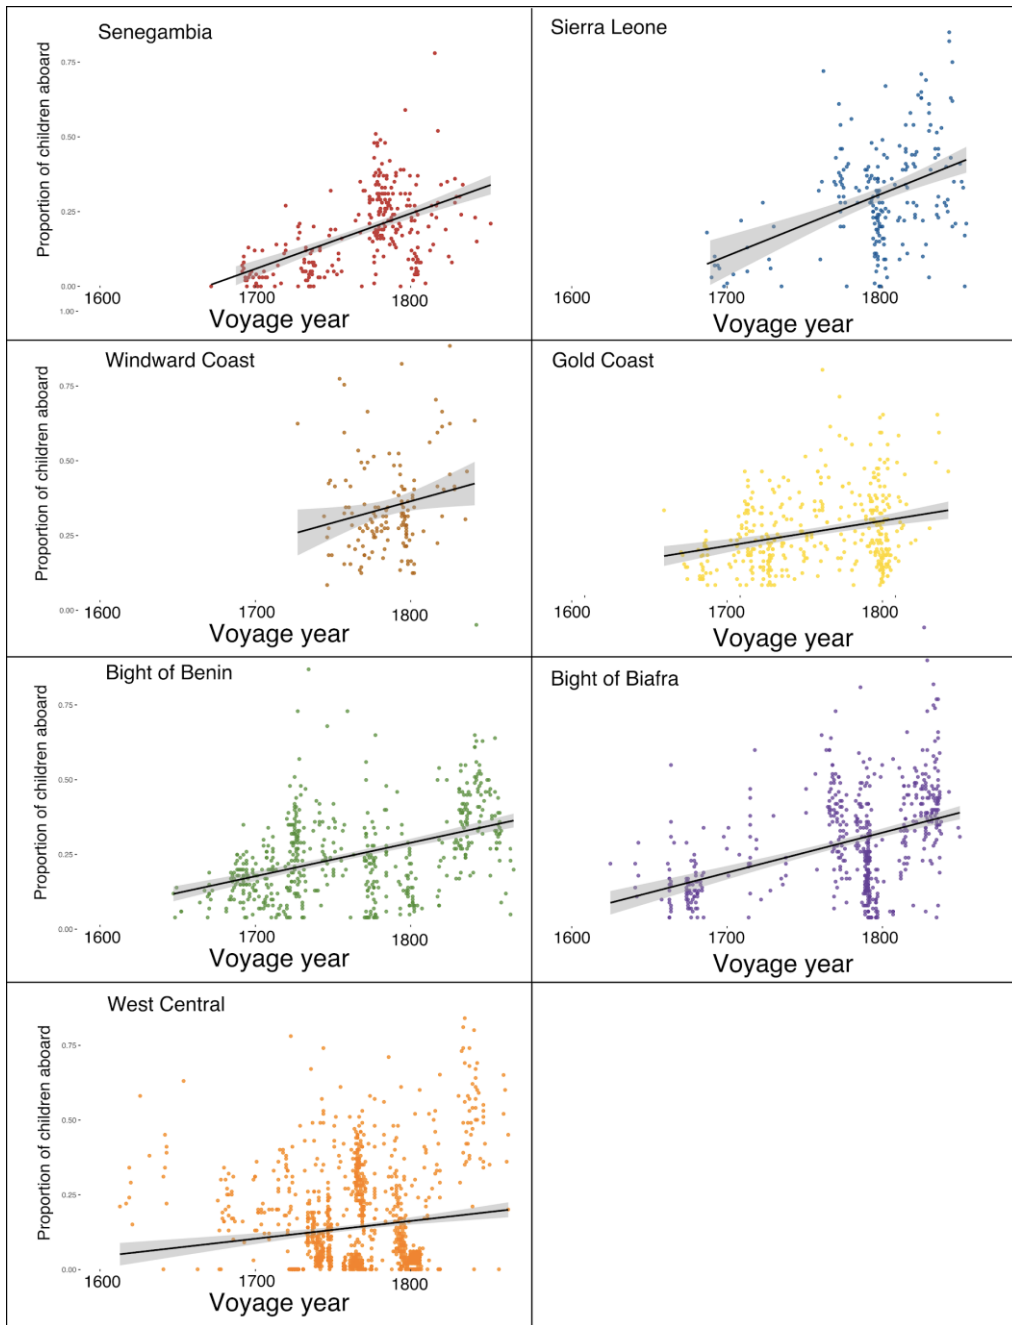 Senegambia
Proportion of children aboard
0.75
0.50
0.25
0.00
1.00
1600
1700
1800
Voyage year
Sierra Leone
1600
1700
1800
Voyage year
Windward Coast
Proportion of children aboard
0.75
0.50
0.25
0.00
1600
1700
1800
Voyage year
Gold Coast
1600
1700
1800
Voyage year
Bight of Benin
Proportion of children aboard
0.75
0.50
0.25
0.00
1600
1700
1800
Voyage year
Bight of Biafra
1600
1700
1800
Voyage year
West Central
Proportion of children aboard
0.75
0.50
0.25
0.00
1600
1700
1800
Voyage year